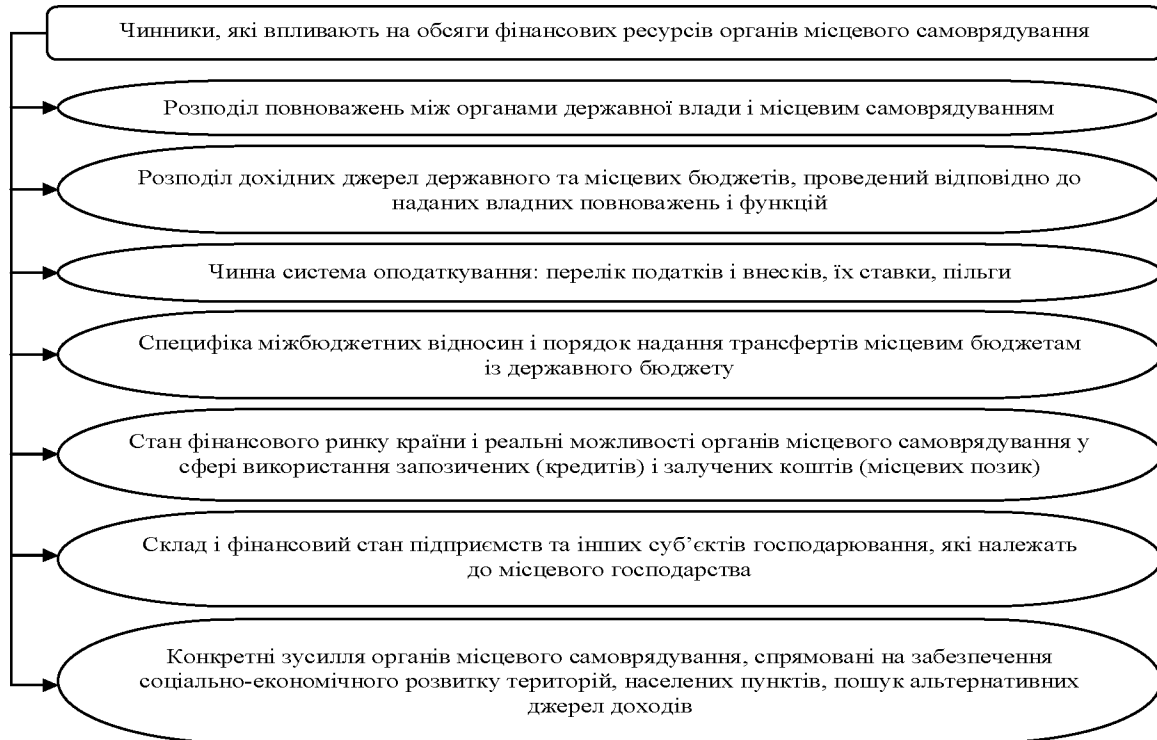 Чинники, які впливають на обсяги фінансових ресурсів органів місцевого самоврядування
Розподіл повноважень між органами державної влади і місцевим самоврядуванням
Розподіл дохідних джерел державного та місцевих бюджетів, проведений відповідно до
наданих владних повноважень і функцій
Чинна система оподаткування: перелік податків і внесків, їх ставки, пільги
Специфіка міжбюджетних відносин і порядок надання трансфертів місцевим бюджетам
із державного бюджету
Стан фінансового ринку країни і реальні можливості органів місцевого самоврядування у
сфері використання запозичених (кредитів) і залучених коштів (місцевих позик)
Склад і фінансовий стан підприємств та інших суб’єктів господарювання, які належать
до місцевого господарства
Конкретні зусилля органів місцевого самоврядування, спрямовані на забезпечення
соціально-економічного розвитку територій, населених пунктів, пошук альтернативних
джерел доходів